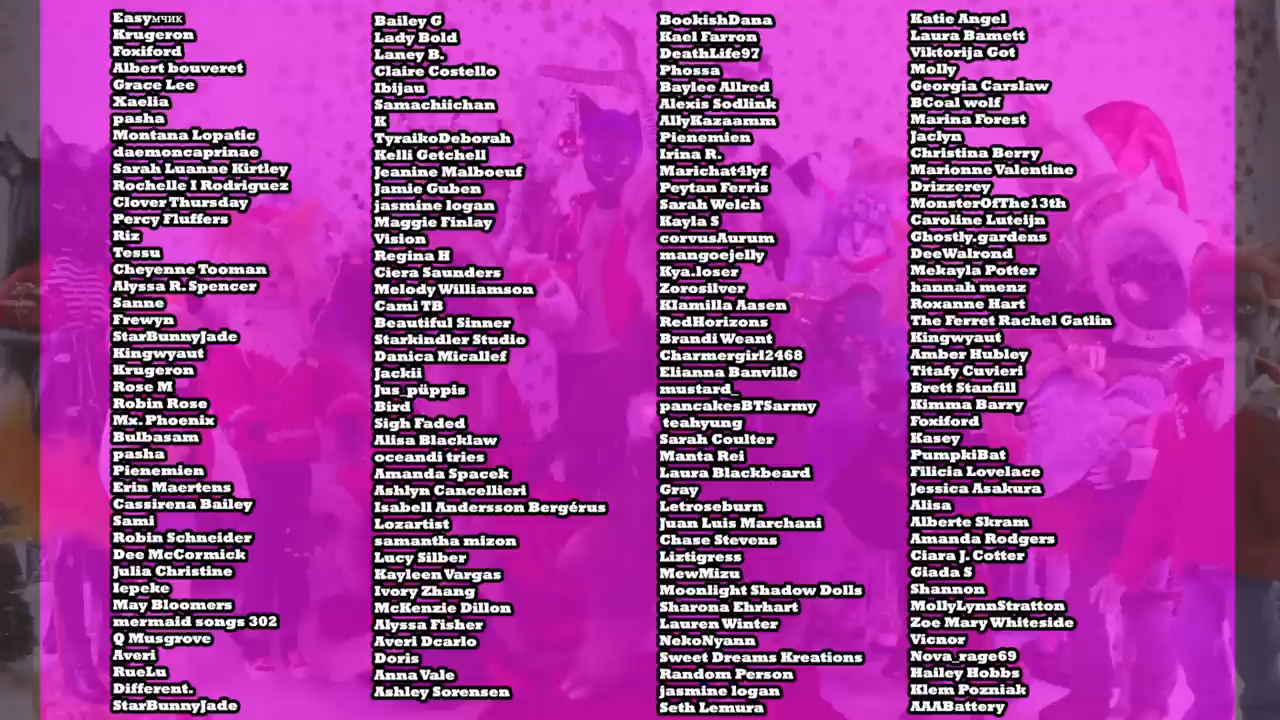 Easyмчик
Krugeron
Foxiford
Albert bouveret
Grace Lee
Xaelia
pasha
Montana Lopatic
daemoncaprinae
Sarah Luanne Kirtley
Rochelle I Rodriguez
Clover Thursday
Percy Fluffers
Riz
Tessu
Cheyenne Tooman
Alyssa R. Spencer
Sanne
Frewyn
StarBunnyJade
Kingwyaut
Krugeron
Rose M
Robin Rose
Mx. Phoenix
Bulbasam
pasha
Pienemien
Erin Maertens
Cassirena Bailey
Sami
Robin Schneider
Dee McCormick
Julia Christine
Iepeke
May Bloomers
mermaid songs 302
Q Musgrove
Averi
RueLu
Different.
StarBunnyJade
Bailey G
Lady Bold
Laney B.
Claire Costello
Ibijau
Samachiichan
K
TyraikoDeborah
Kelli Getchell
Jeanine Malboeuf
Jamie Guben
jasmine logan
Maggie Finlay
Vision
Regina H
Ciera Saunders
Melody Williamson
Cami TB
Beautiful Sinner
Starkindler Studio
Danica Micallef
Jackii
Jus_püppis
Bird
Sigh Faded
Alisa Blacklaw
oceandi tries
Amanda Spacek
Ashlyn Cancellieri
Isabell Andersson Bergérus
Lozartist
samantha mizon
Lucy Silber
Kayleen Vargas
Ivory Zhang
McKenzie Dillon
Alyssa Fisher
Averi Dcarlo
Doris
Anna Vale
Ashley Sorensen
BookishDana
Kael Farron
DeathLife97
Phossa
Baylee Allred
Alexis Sodlink
AllyKazaamm
Pienemien
Irina R.
Marichat4lyf
Peytan Ferris
Sarah Welch
Kayla S
corvusAurum
mangoejelly
Kya.loser
Zorosilver
Klamilla Aasen
RedHorizons
Brandi Weant
Charmergirl2468
Elianna Banville
mustard_
pancakesBTSarmy
teahyung
Sarah Coulter
Manta Rei
Laura Blackbeard
Gray
Letroseburn
Juan Luis Marchani
Chase Stevens
Liztigress
MewMizu
Moonlight Shadow Dolls
Sharona Ehrhart
Lauren Winter
NekoNyann
Sweet Dreams Kreations
Random Person
jasmine logan
Seth Lemura
Katie Angel
Laura Bamett
Viktorija Got
Molly
Georgia Carslaw
BCoal wolf
Marina Forest
Jaclyn
Christina Berry
Marionne Valentine
Drizzerey
MonsterOfThe13th
Caroline Luteijn
Ghostly.gardens
DeeWalrond
Mekayla Potter
hannah menz
Roxanne Hart
The Ferret Rachel Gatlin
Kingwyaut
Amber Hubley
Titafy Cuvieri
Brett Stanfill
Kimma Barry
Foxiford
Kasey
PumpkiBat
Filicia Lovelace
Jessica Asakura
Alisa
Alberte Skram
Amanda Rodgers
Ciara J. Cotter
Giada S
Shannon
MollyLynnStratton
Zoe Mary Whiteside
Vicnor
Nova_rage69
Hailey Hobbs
Klem Pozniak
AAABattery